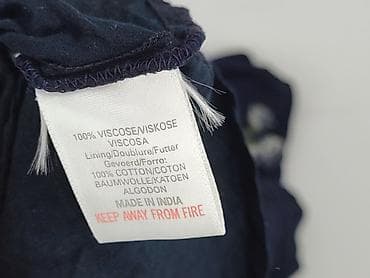 100% VISCOSE/VISKOSE
VISCOSA
Lining/Doublure/Futter
Gevoerd/Forro:
100% COTTON/COTON
BAUMWOLLE/KATOEN
ALGODON
MADE IN INDIA
KEEP AWAY FROM FIRE